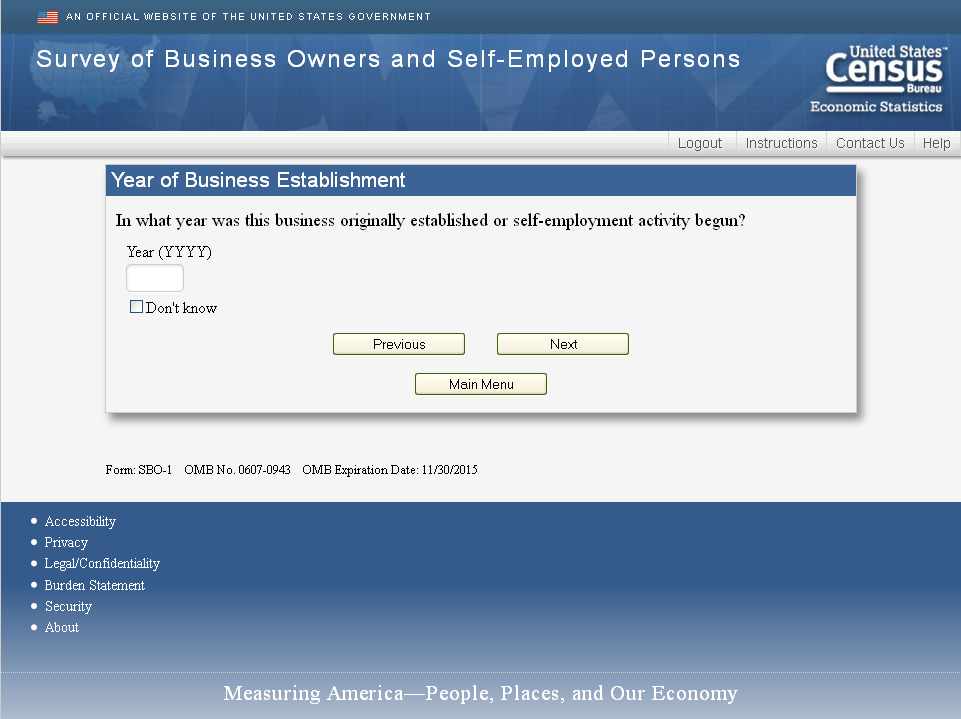 AN OFFICIAL WEBSITE OF THE UNITED STATES GOVERNMENT
Survey of Business Owners and Self-Employed Persons
United States™
Census
Bureau
Economic Statistics
Logout Instructions Contact Us Help
Year of Business Establishment
In what year was this business originally established or self-employment activity begun?
Year (YYYY)
Don't know
Previous Next
Main Menu
Form: SBO-1 OMB No. 0607-0943 OMB Expiration Date: 11/30/2015
Accessibility
Privacy
Legal/Confidentiality
Burden Statement
Security
About
Measuring America—People, Places, and Our Economy